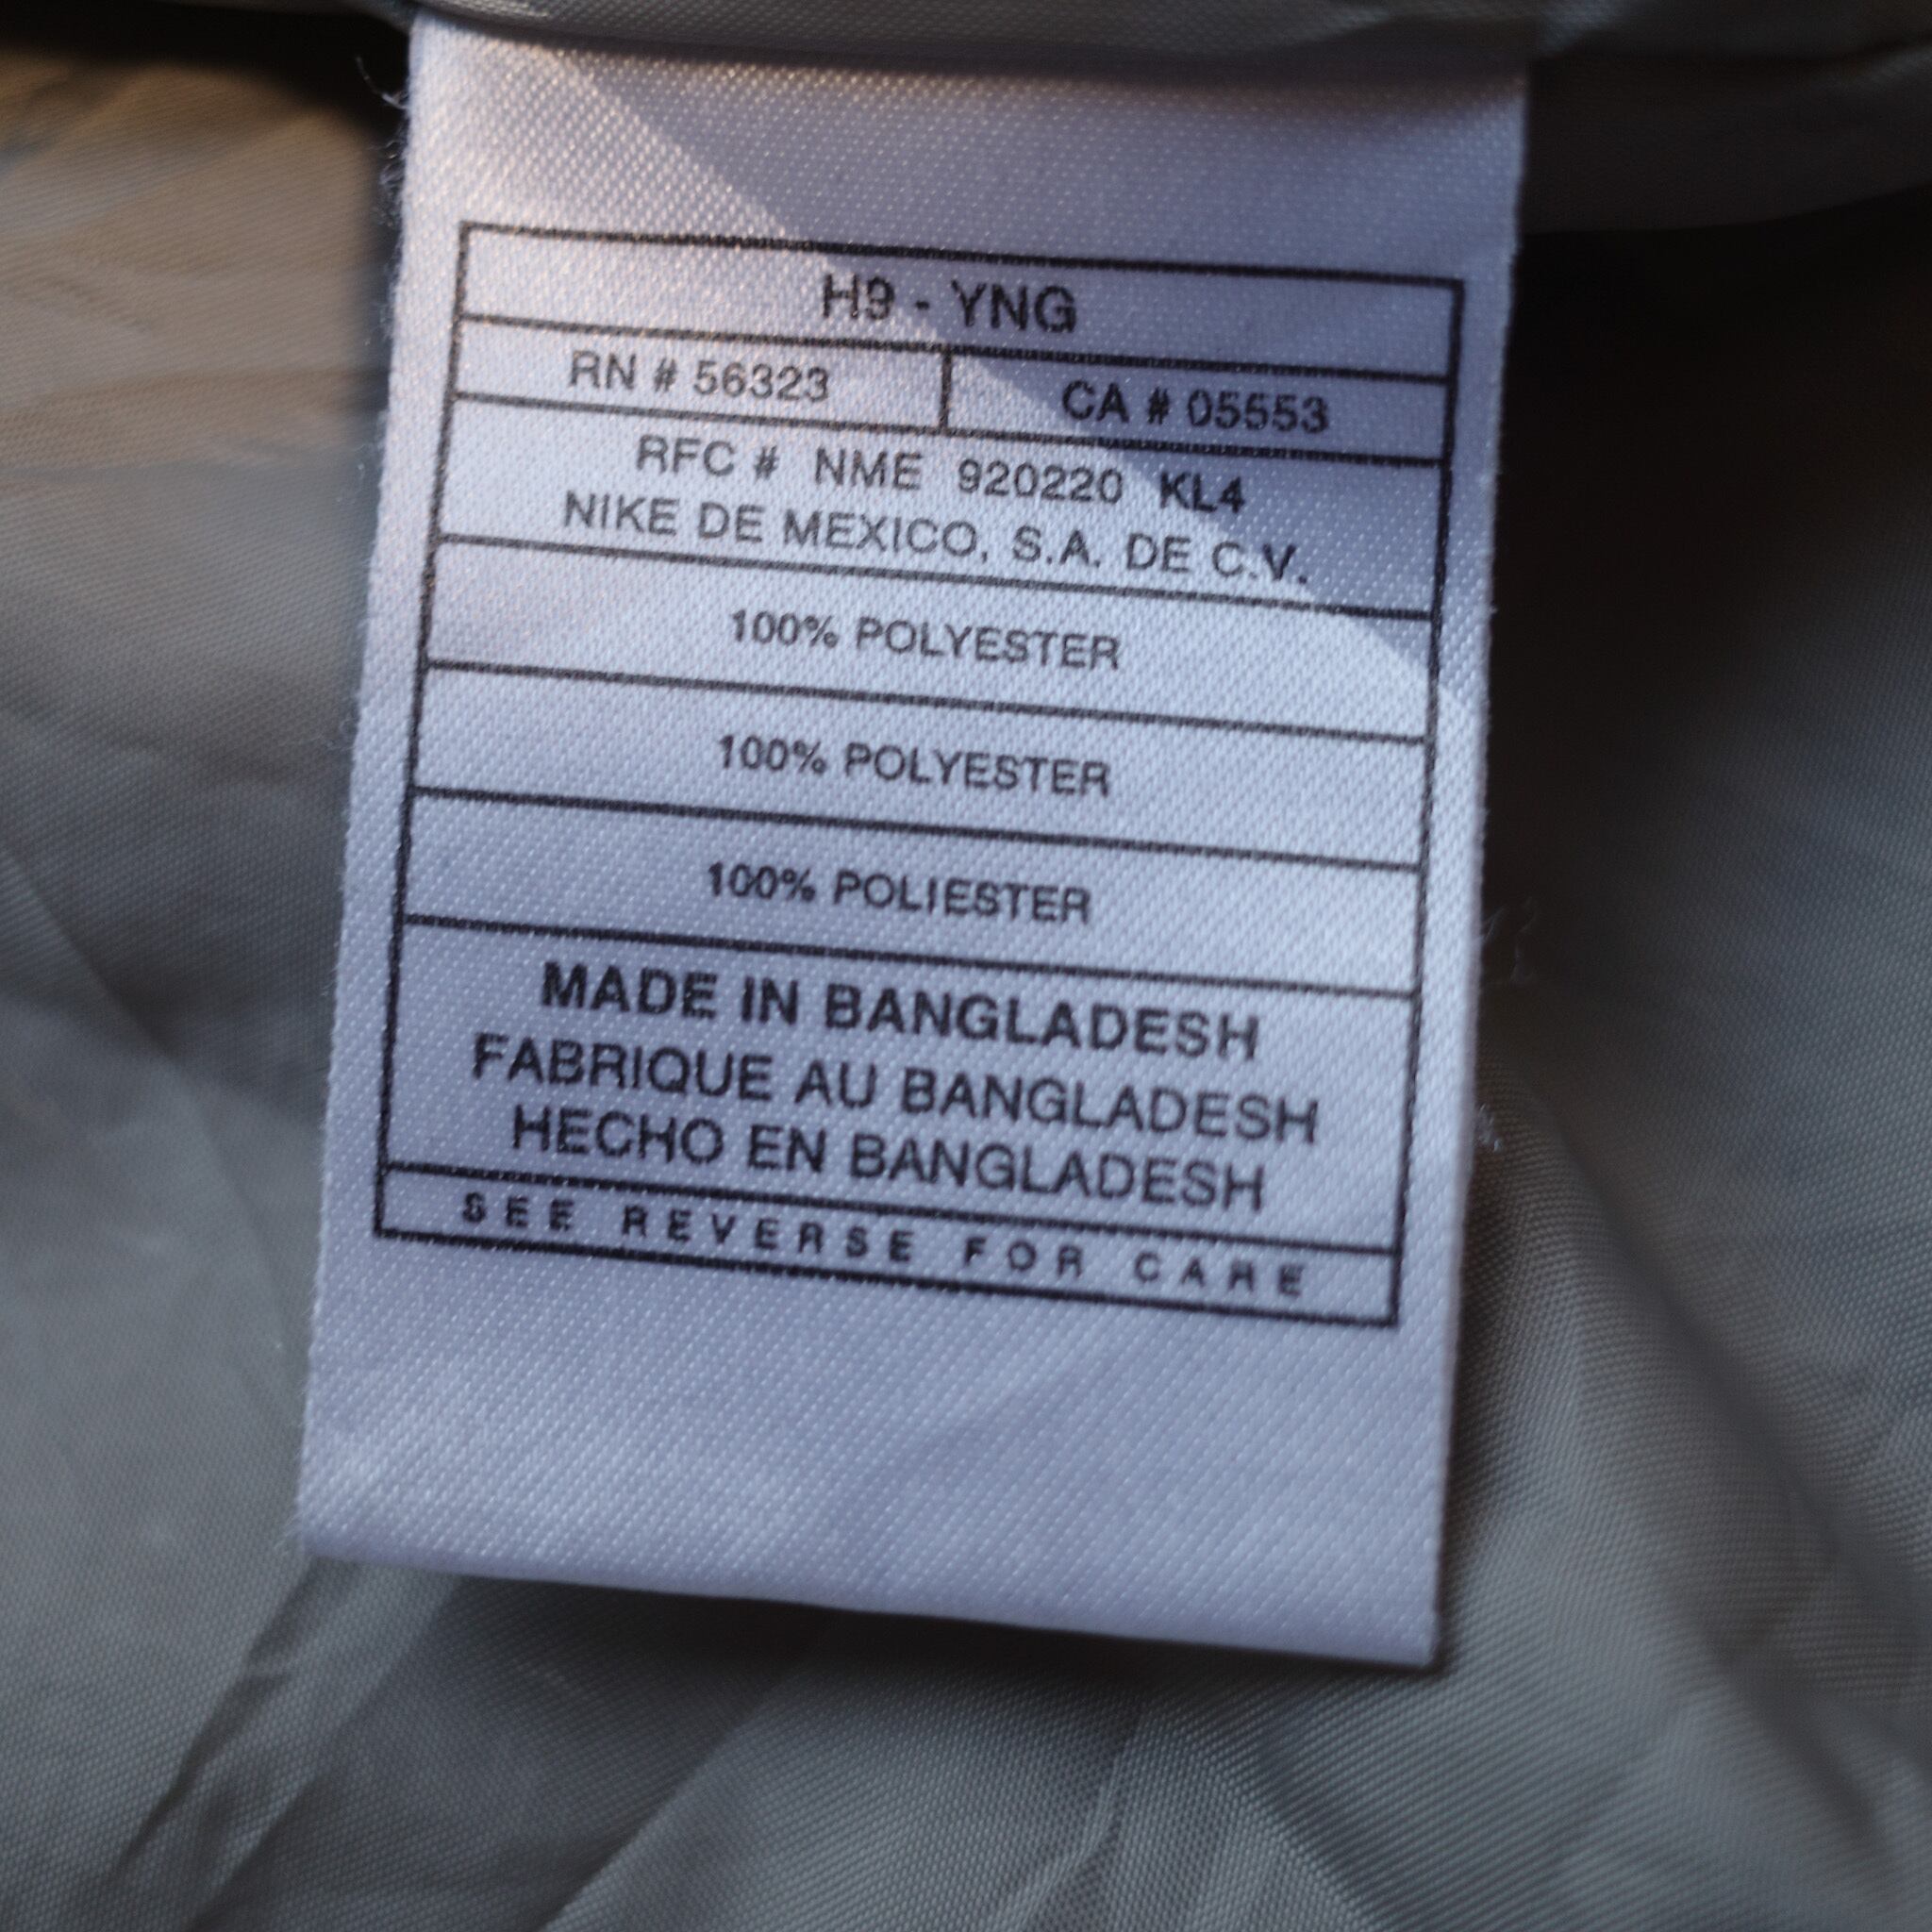 H9 - YNG
RN # 56323
CA # 05553
RFC # NME 920220 KL4
NIKE DE MEXICO, S.A. DE C.V.
100% POLYESTER
100% POLYESTER
100% POLIESTER
MADE IN BANGLADESH
FABRIQUE AU BANGLADESH
HECHO EN BANGLADESH
SEE REVERSE FOR CARE